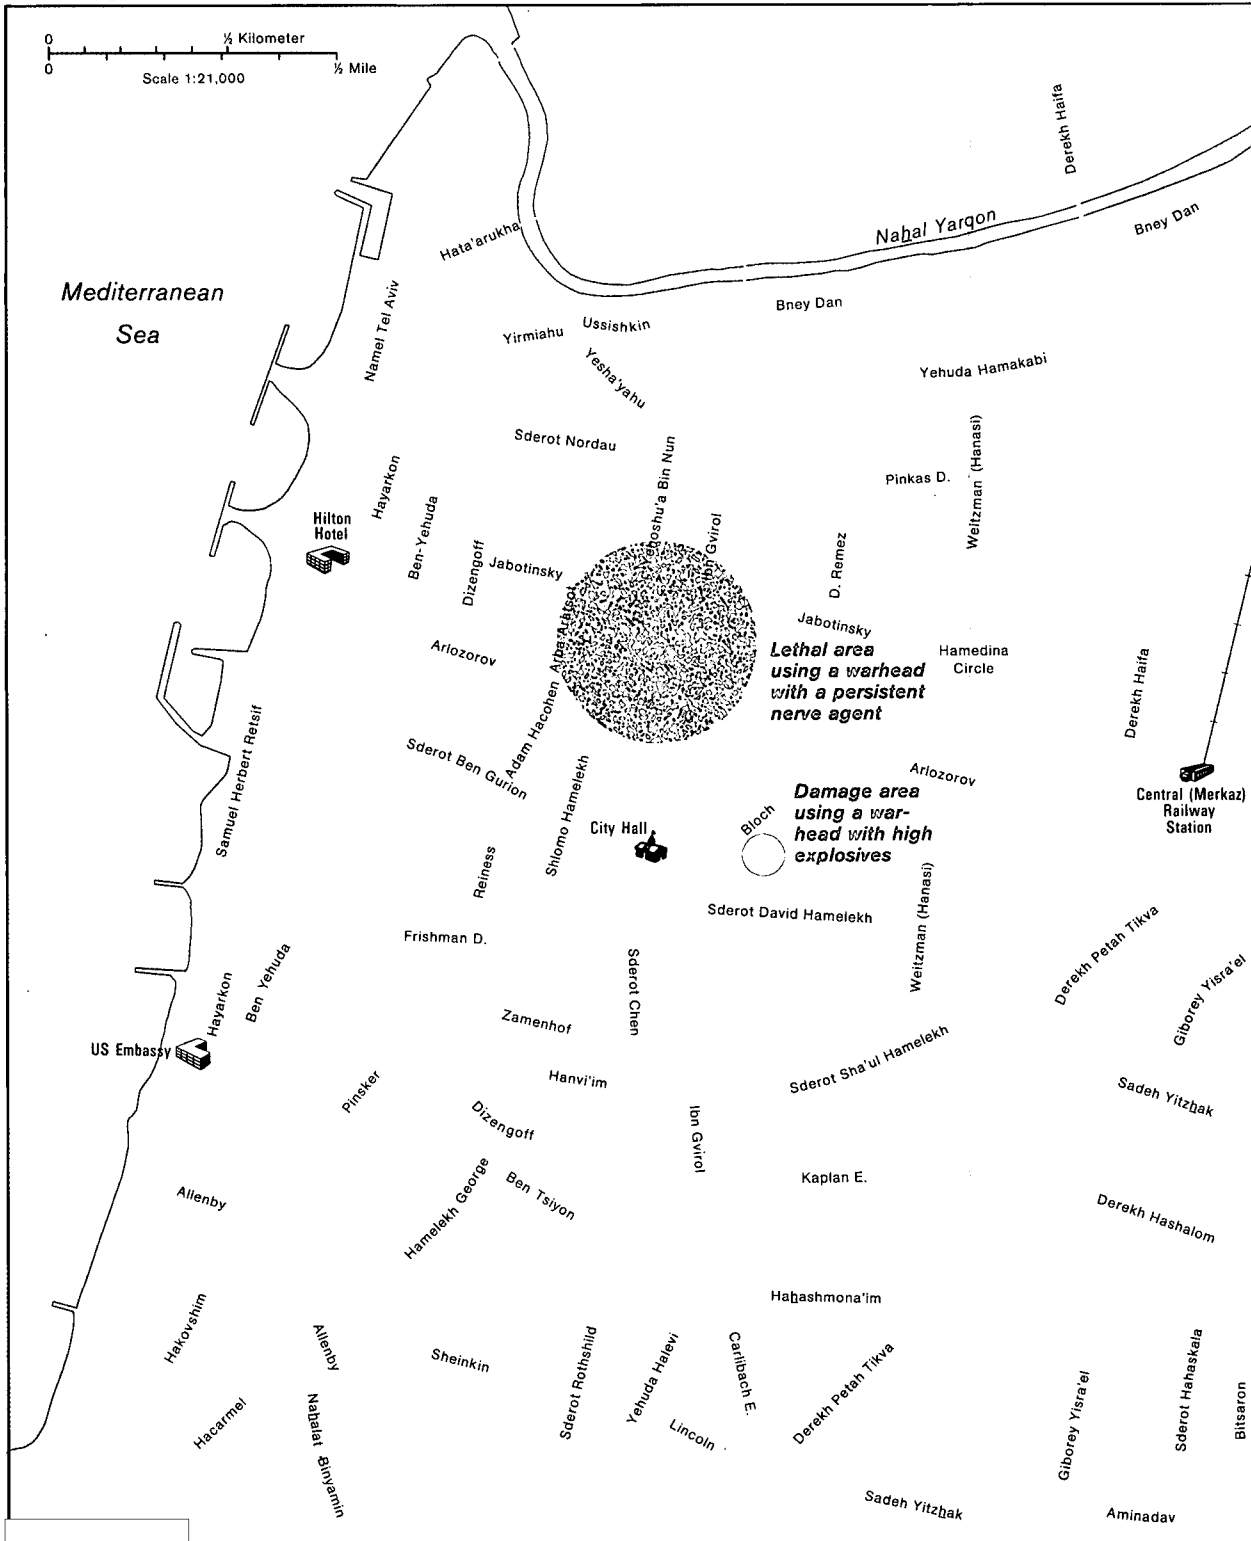 0 ½ Kilometer
0 ½ Mile
Scale 1:21,000
Derekh Haifa
Nahal Yarqon
Bney Dan
Hata'arukha
Mediterranean
Sea
Namel Tel Aviv
Bney Dan
Yirmiahu
Ussishkin
Yesha'yahu
Yehuda Hamakabi
Sderot Nordau
Yehoshu'a Bin Nun
Weitzman (Hanasi)
Pinkas D.
Hayarkon
Hilton
Hotel
Ben-Yehuda
Dizengoff
Jabotinsky
Ibn Gvirol
D. Remez
Jabotinsky
Arba Aratsot
Arlozorov
Lethal area
using a warhead
with a persistent
nerve agent
Hamedina
Circle
Derekh Haifa
Samuel Herbert Retsif
Sderot Ben Gurion
Adam Hacohen
Shlomo Hamelekh
Arlozorov
Central (Merkaz)
Railway
Station
City Hall
Bloch
Damage area
using a war-
head with high
explosives
Reiness
Sderot David Hamelekh
Weitzman (Hanasi)
Frishman D.
Derekh Petah Tikva
Giborey Yisra'el
Hayarkon
Ben Yehuda
Sderot Chen
Zamenhof
US Embassy
Sderot Sha'ul Hamelekh
Pinsker
Hanvi'im
Sadeh Yitzhak
Dizengoff
Ibn Gvirol
Kaplan E.
Allenby
Hamelekh George
Ben Tsiyon
Derekh Hashalom
Hahashmona'im
Hakovshim
Allenby
Sheinkin
Sderot Rothshild
Yehuda Halevi
Carilbach E.
Derekh Petah Tikva
Giborey Yisra'el
Sderot Hahaskala
Bitsaron
Hacarmel
Nahalat Binyamin
Lincoln
Sadeh Yitzhak
Aminadav